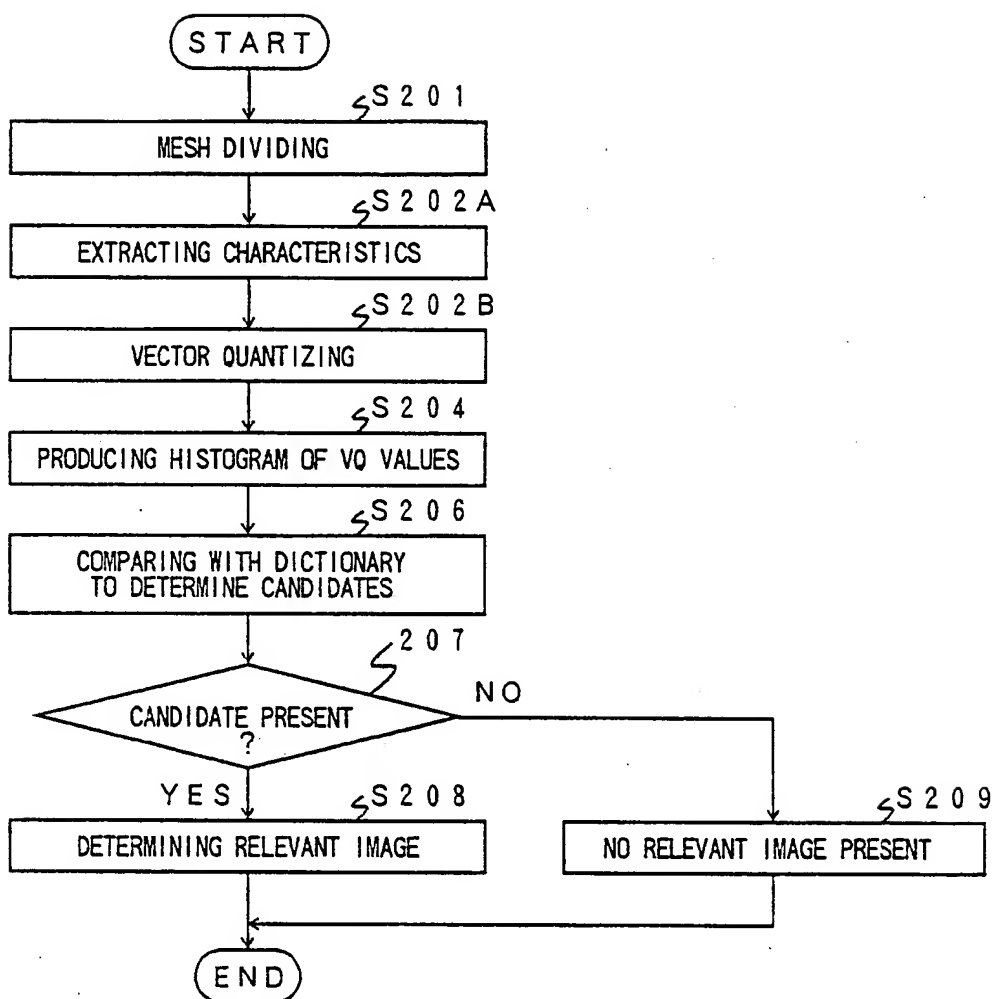 START
S201
MESH DIVIDING
S202A
EXTRACTING CHARACTERISTICS
S202B
VECTOR QUANTIZING
S204
PRODUCING HISTOGRAM OF VQ VALUES
S206
COMPARING WITH DICTIONARY
TO DETERMINE CANDIDATES
207
CANDIDATE PRESENT
?
NO
YES
S208
DETERMINING RELEVANT IMAGE
S209
NO RELEVANT IMAGE PRESENT
END